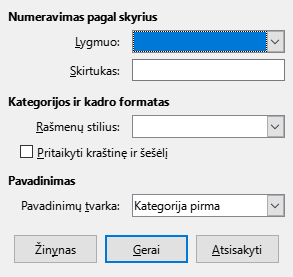 Numeravimas pagal skyrius
Lygmuo:
Skirtukas:
Kategorijos ir kadro formatas
Rašmenų stilius:
Pritaikyti kraštinę ir šešėlį
Pavadinimas
Pavadinimų tvarka: Kategorija pirma
Žinynas Gerai Atsisakyti